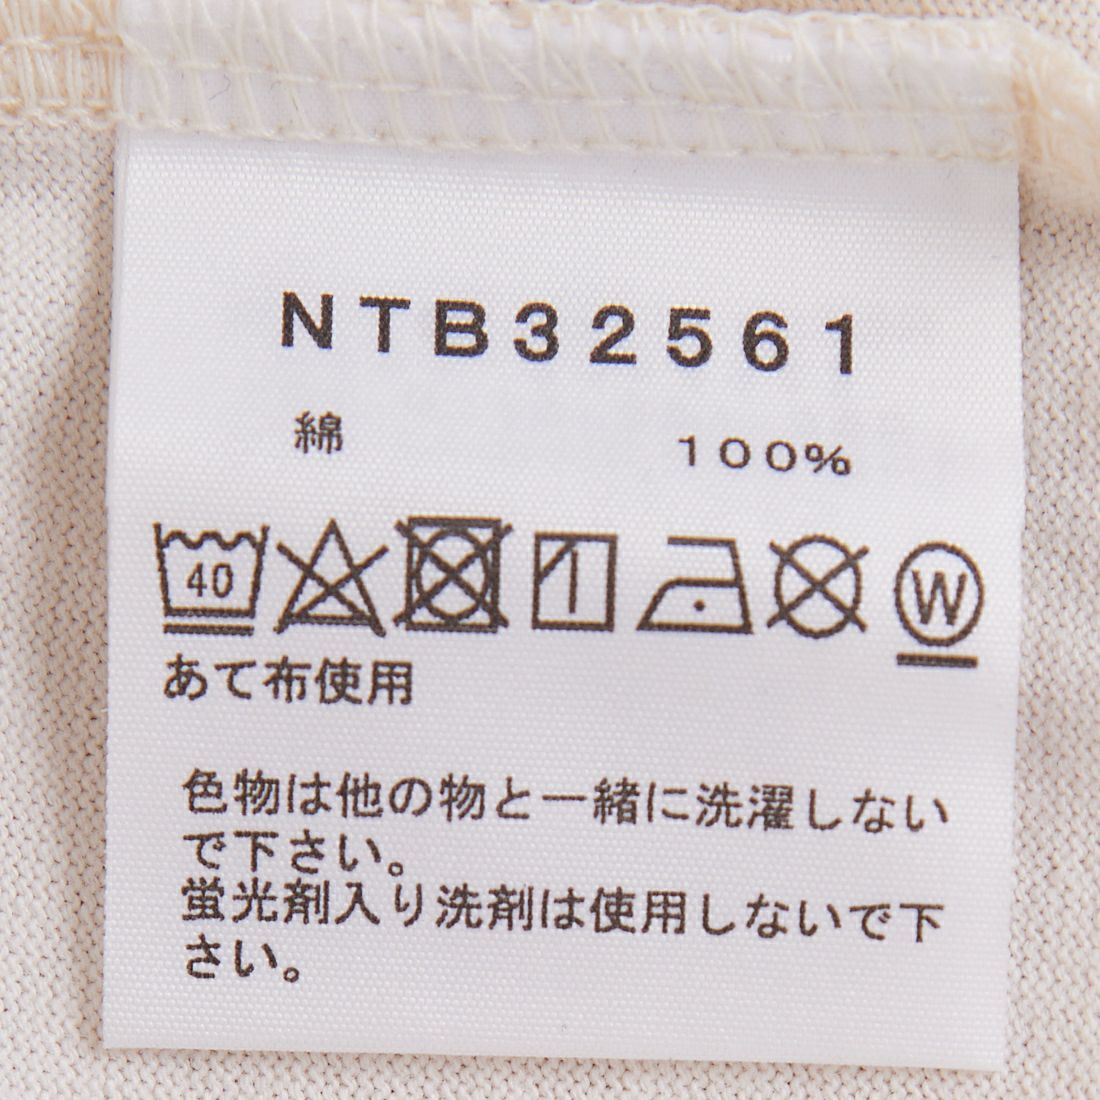 NTB32561
綿 100%
40 W
あて布使用
色物は他の物と一緒に洗濯しない
で下さい。
蛍光剤入り洗剤は使用しないで下
さい。